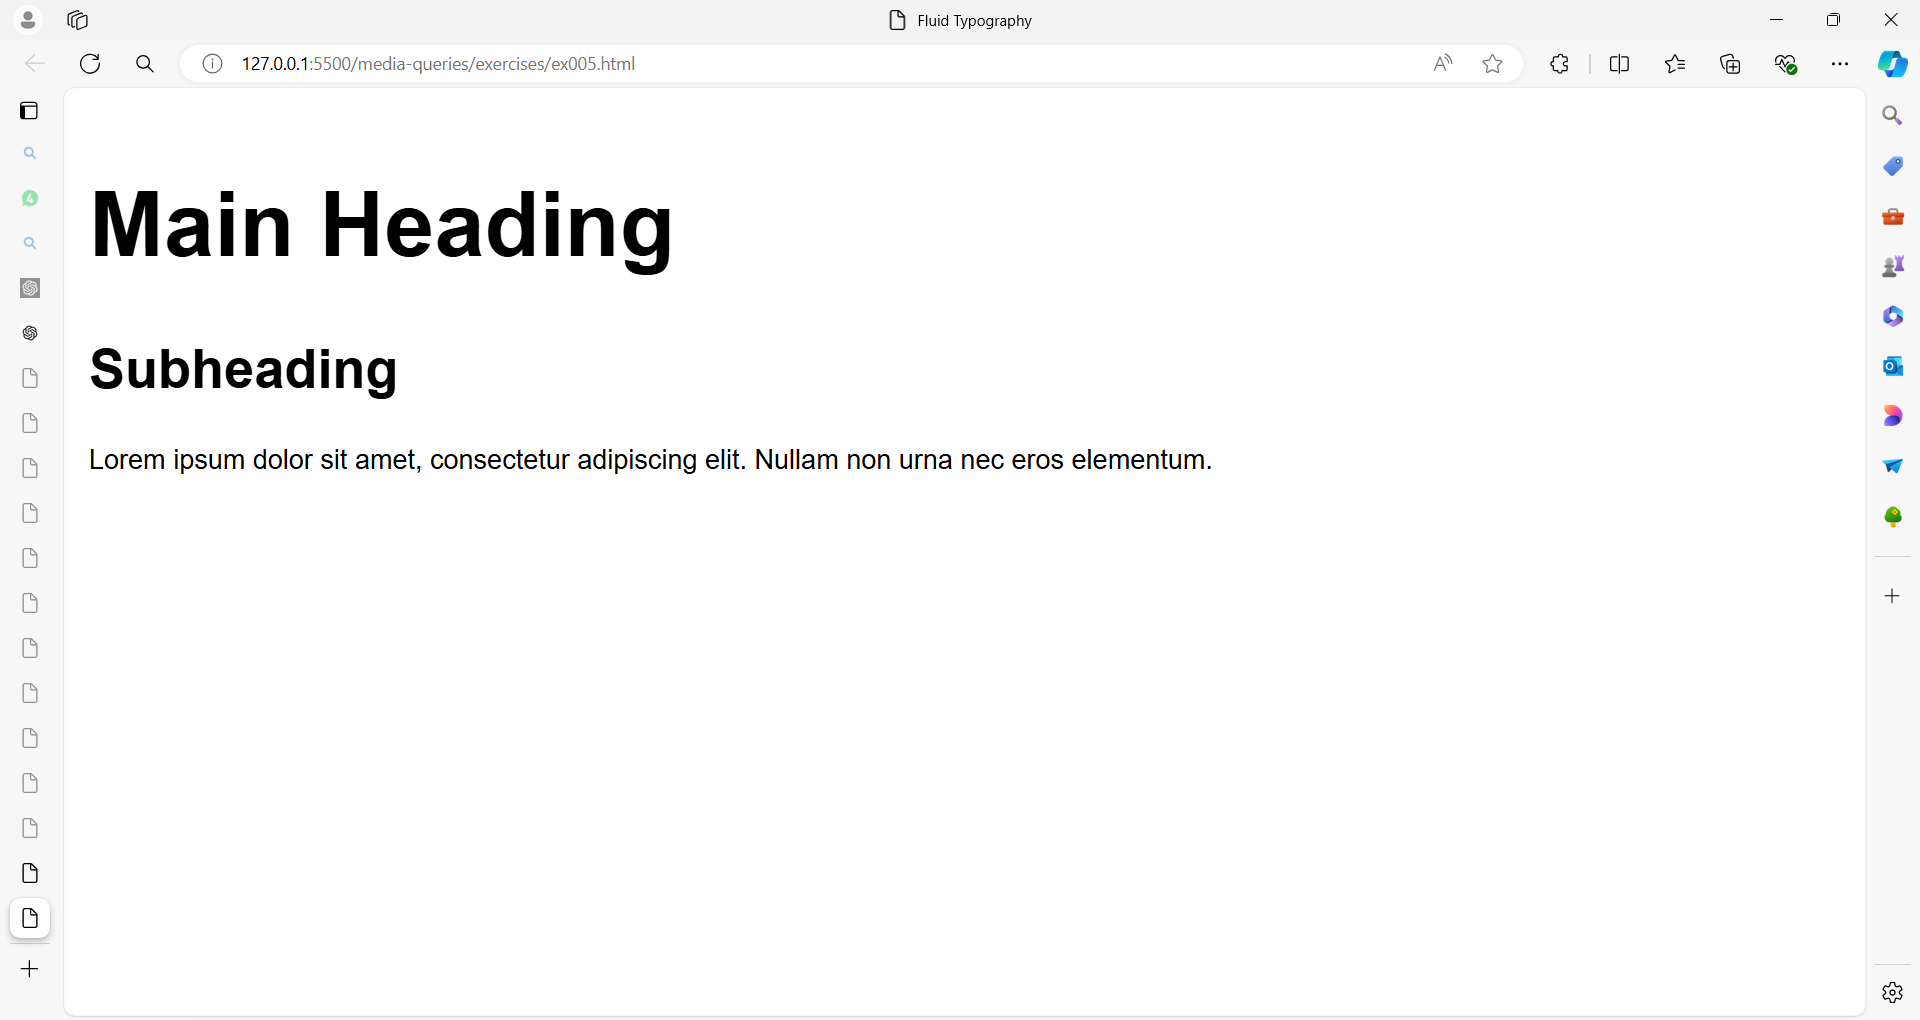 Fluid Typography
127.0.0.1:5500/media-queries/exercises/ex005.html
Main Heading
Subheading
Lorem ipsum dolor sit amet, consectetur adipiscing elit. Nullam non urna nec eros elementum.